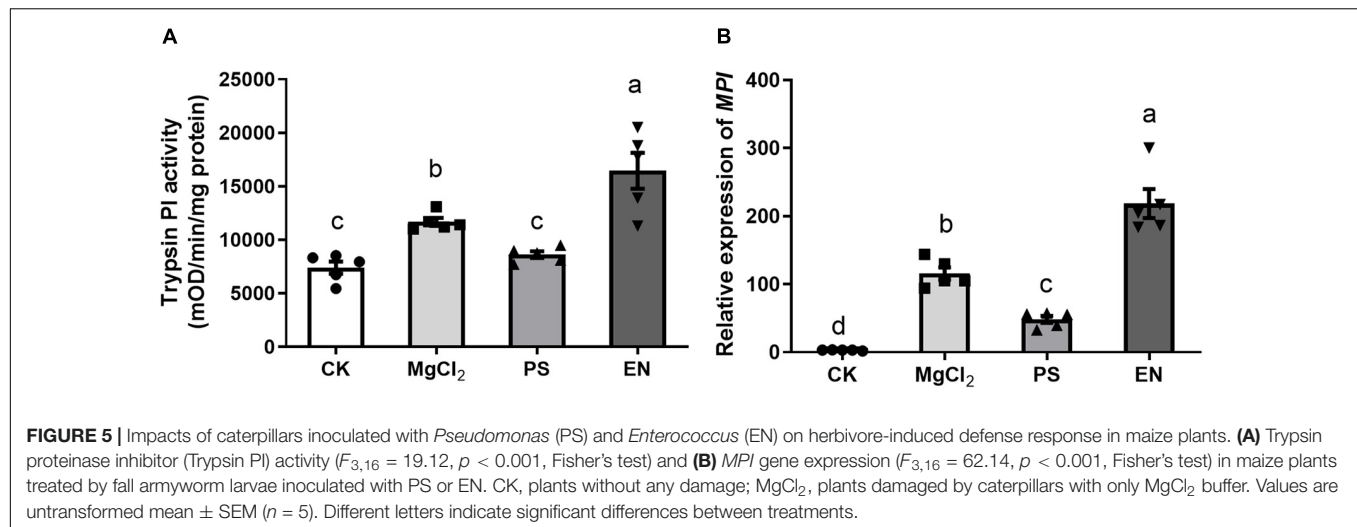 A
B
Trypsin PI activity
(mOD/min/mg protein)
25000
20000
15000
10000
5000
0
c
b
c
a
CK
MgCl₂
PS
EN
Relative expression of MPI
400
300
200
100
0
d
b
c
a
CK
MgCl₂
PS
EN
FIGURE 5 | Impacts of caterpillars inoculated with Pseudomonas (PS) and Enterococcus (EN) on herbivore-induced defense response in maize plants. (A) Trypsin
proteinase inhibitor (Trypsin PI) activity (F₃,₁₆ = 19.12, p < 0.001, Fisher's test) and (B) MPI gene expression (F₃,₁₆ = 62.14, p < 0.001, Fisher's test) in maize plants
treated by fall armyworm larvae inoculated with PS or EN. CK, plants without any damage; MgCl₂, plants damaged by caterpillars with only MgCl₂ buffer. Values are
untransformed mean ± SEM (n = 5). Different letters indicate significant differences between treatments.